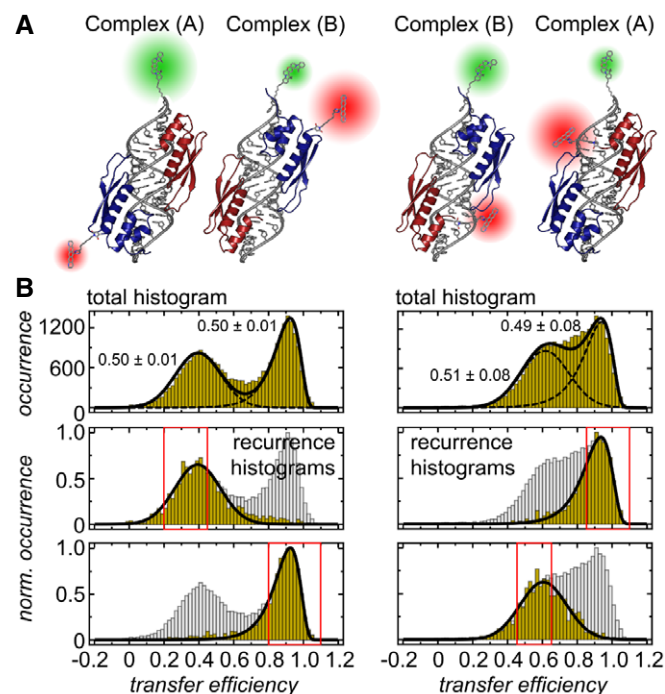 A
Complex (A) Complex (B) Complex (B) Complex (A)
B
total histogram
0.50 ± 0.01
0.50 ± 0.01
occurrence
1200
600
0
total histogram
0.49 ± 0.08
0.51 ± 0.08
recurrence
histograms
1.0
0.5
0
recurrence
histograms
norm. occurrence
1.0
0.5
0
-0.2 0 0.2 0.4 0.6 0.8 1.0 1.2
transfer efficiency
-0.2 0 0.2 0.4 0.6 0.8 1.0 1.2
transfer efficiency